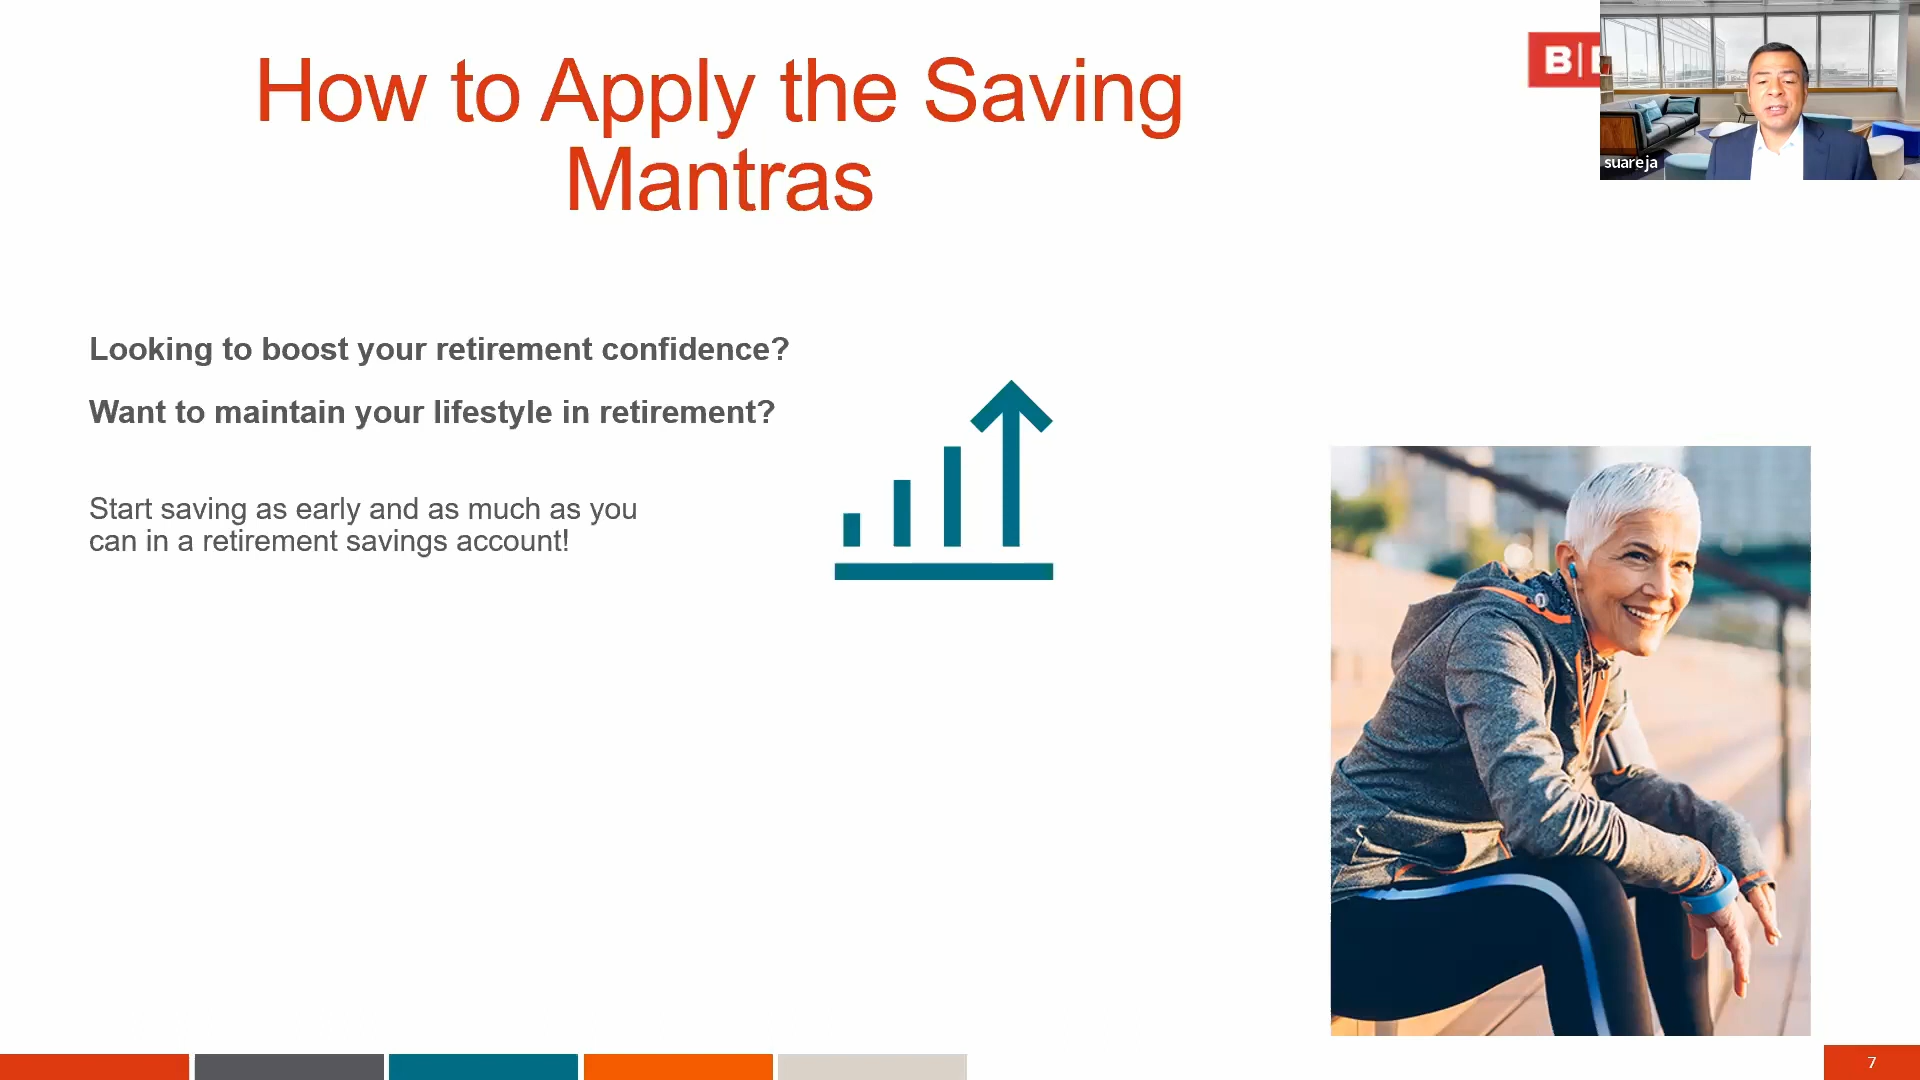 How to Apply the Saving
Mantras
B|
suareja
Looking to boost your retirement confidence?
Want to maintain your lifestyle in retirement?
Start saving as early and as much as you
can in a retirement savings account!
7